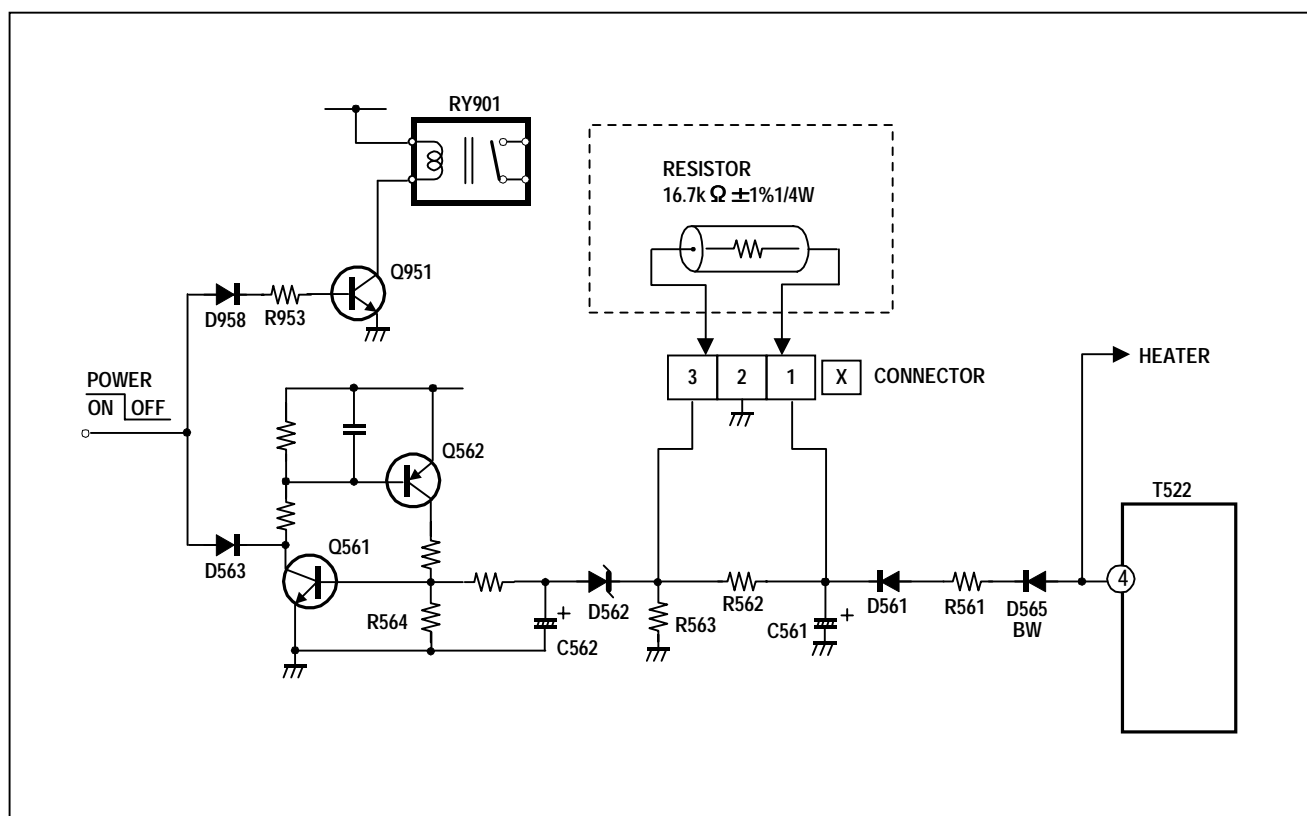 RY901
RESISTOR
16.7k Ω ±1%1/4W
Q951
D958
R953
3
2
1
X
CONNECTOR
HEATER
POWER
ON OFF
Q562
T522
D563
Q561
4
R564
C562
+
D562
R563
R562
C561
+
D561
R561
D565
BW